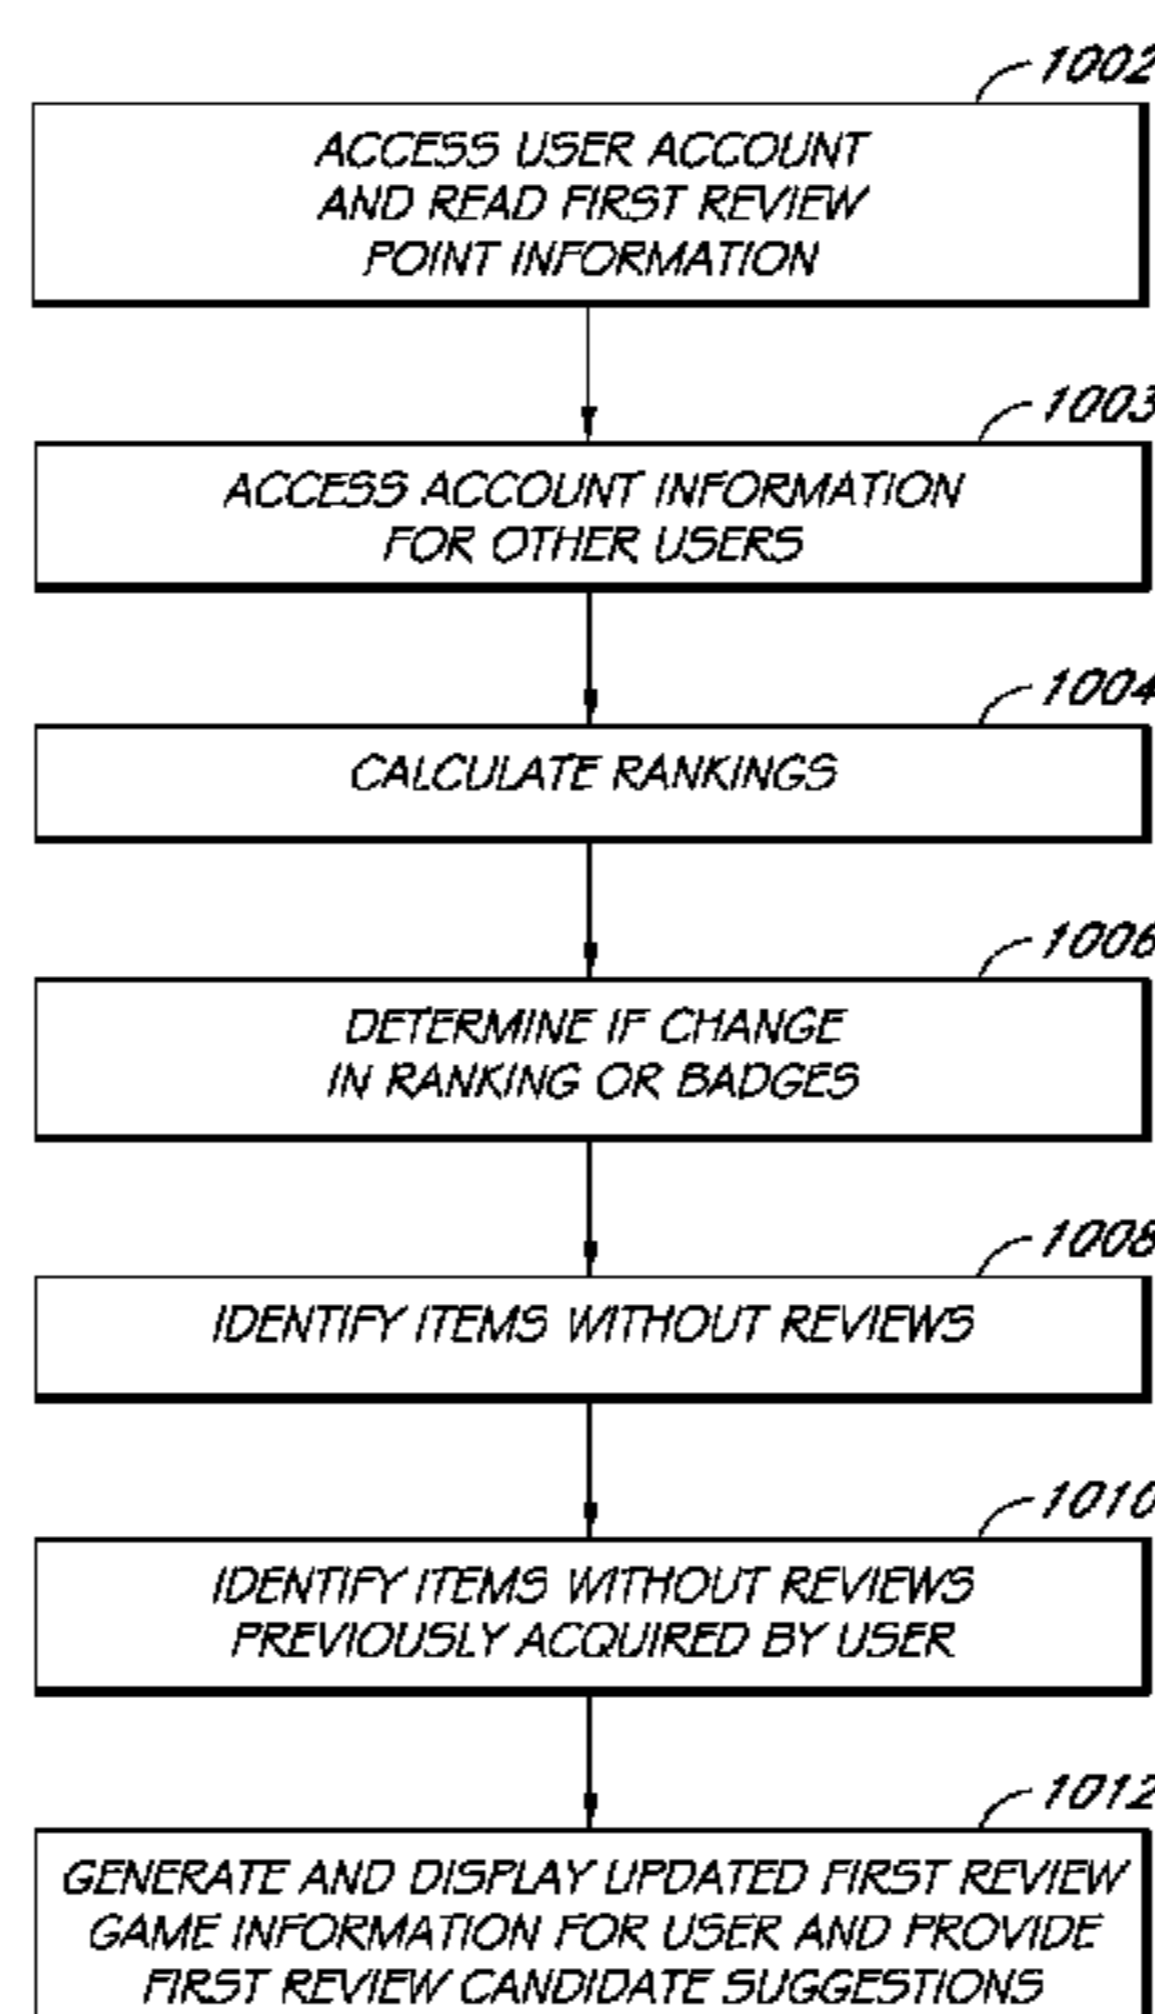 1002
ACCESS USER ACCOUNT
AND READ FIRST REVIEW
POINT INFORMATION
1003
ACCESS ACCOUNT INFORMATION
FOR OTHER USERS
1004
CALCULATE RANKINGS
1006
DETERMINE IF CHANGE
IN RANKING OR BADGES
1008
IDENTIFY ITEMS WITHOUT REVIEWS
1010
IDENTIFY ITEMS WITHOUT REVIEWS
PREVIOUSLY ACQUIRED BY USER
1012
GENERATE AND DISPLAY UPDATED FIRST REVIEW
GAME INFORMATION FOR USER AND PROVIDE
FIRST REVIEW CANDIDATE SUGGESTIONS